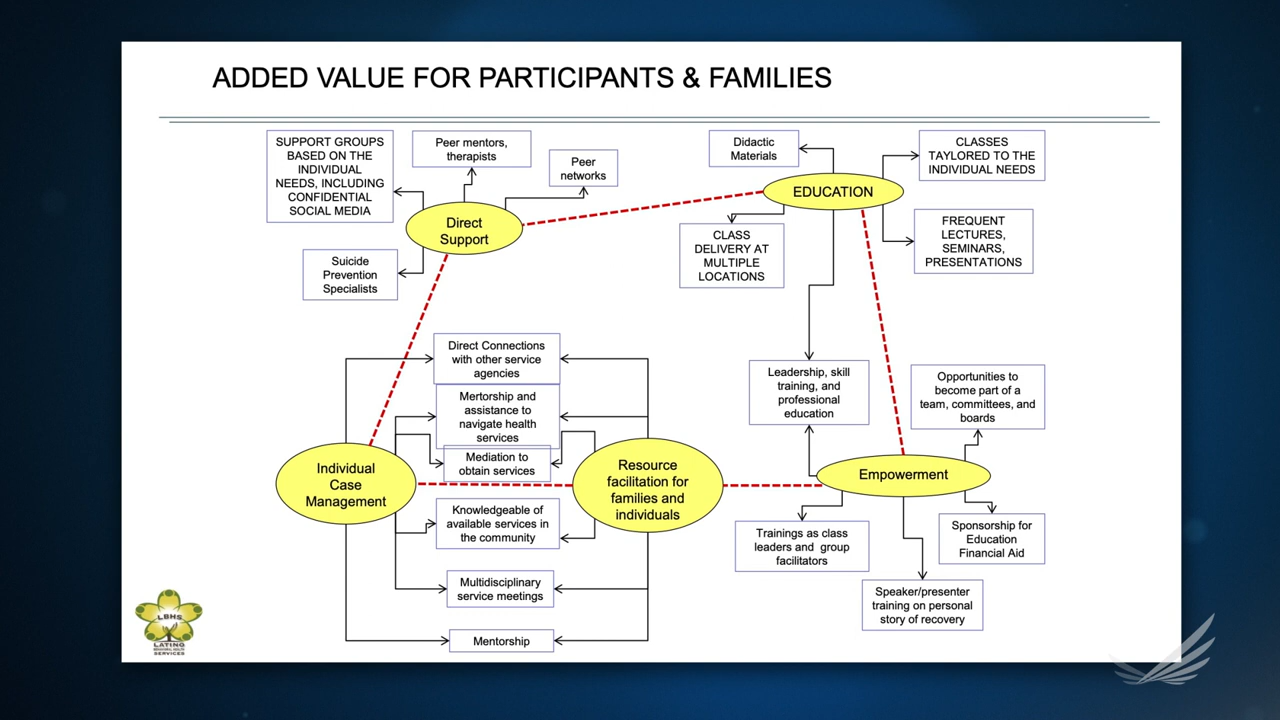 ADDED VALUE FOR PARTICIPANTS & FAMILIES
SUPPORT GROUPS
BASED ON THE
INDIVIDUAL
NEEDS, INCLUDING
CONFIDENTIAL
SOCIAL MEDIA
Peer mentors,
therapists
Peer
networks
Direct
Support
Suicide
Prevention
Specialists
Didactic
Materials
CLASSES
TAYLORED TO THE
INDIVIDUAL NEEDS
EDUCATION
CLASS
DELIVERY AT
MULTIPLE
LOCATIONS
FREQUENT
LECTURES,
SEMINARS,
PRESENTATIONS
Direct Connections
with other service
agencies
Mertorship and
assistance to
navigate health
services
Mediation to
obtain services
Individual
Case
Management
Resource
facilitation for
families and
individuals
Knowledgeable of
available services in
the community
Multidisciplinary
service meetings
Mentorship
Leadership, skill
training, and
professional
education
Opportunities to
become part of a
team, committees, and
boards
Empowerment
Trainings as class
leaders and group
facilitators
Sponsorship for
Education
Financial Aid
Speaker/presenter
training on personal
story of recovery
LBHS
LATINO
BEHAVIORAL HEALTH
SERVICES